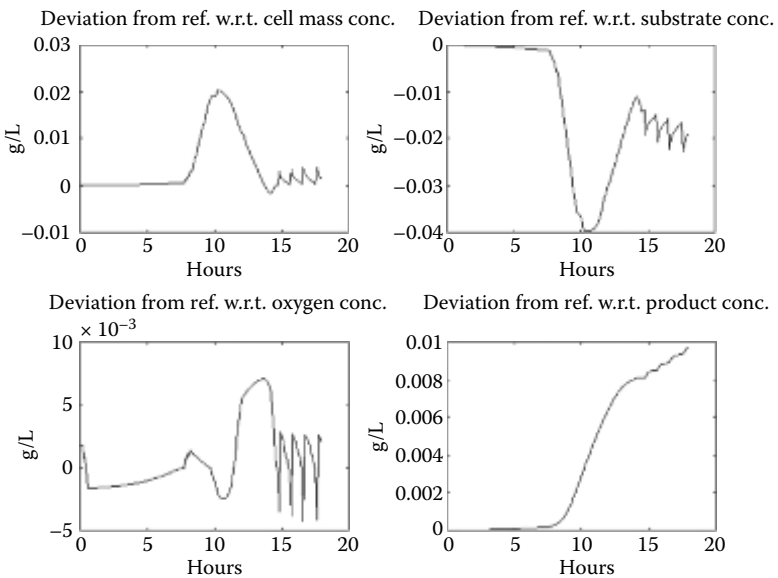 Deviation from ref. w.r.t. cell mass conc.
0.03
0.02
0.01
0
−0.01
g/L
0 5 10 15 20
Hours
Deviation from ref. w.r.t. substrate conc.
0
−0.01
−0.02
−0.03
−0.04
g/L
0 5 10 15 20
Hours
Deviation from ref. w.r.t. oxygen conc.
× 10⁻³
10
5
0
−5
g/L
0 5 10 15 20
Hours
Deviation from ref. w.r.t. product conc.
0.01
0.008
0.006
0.004
0.002
0
g/L
0 5 10 15 20
Hours